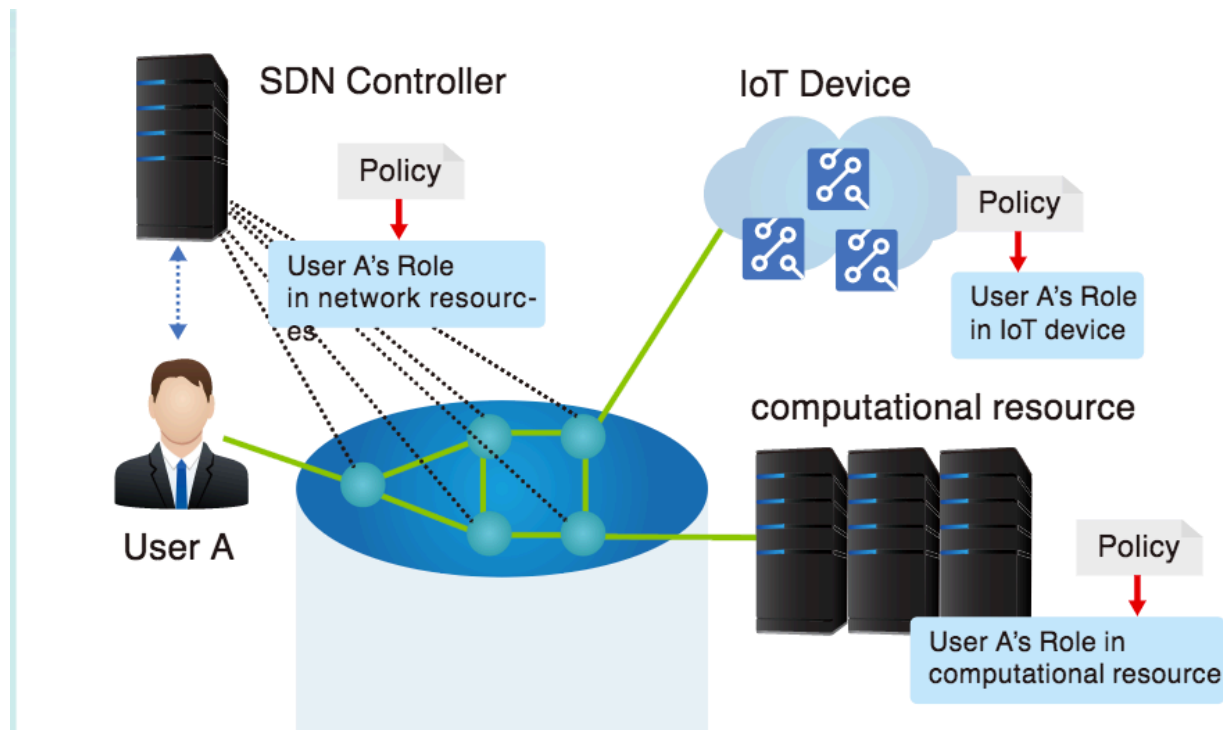 SDN Controller
IoT Device
Policy
User A's Role
in network resourc-
es
Policy
User A's Role
in IoT device
computational resource
User A
Policy
User A's Role in
computational resource